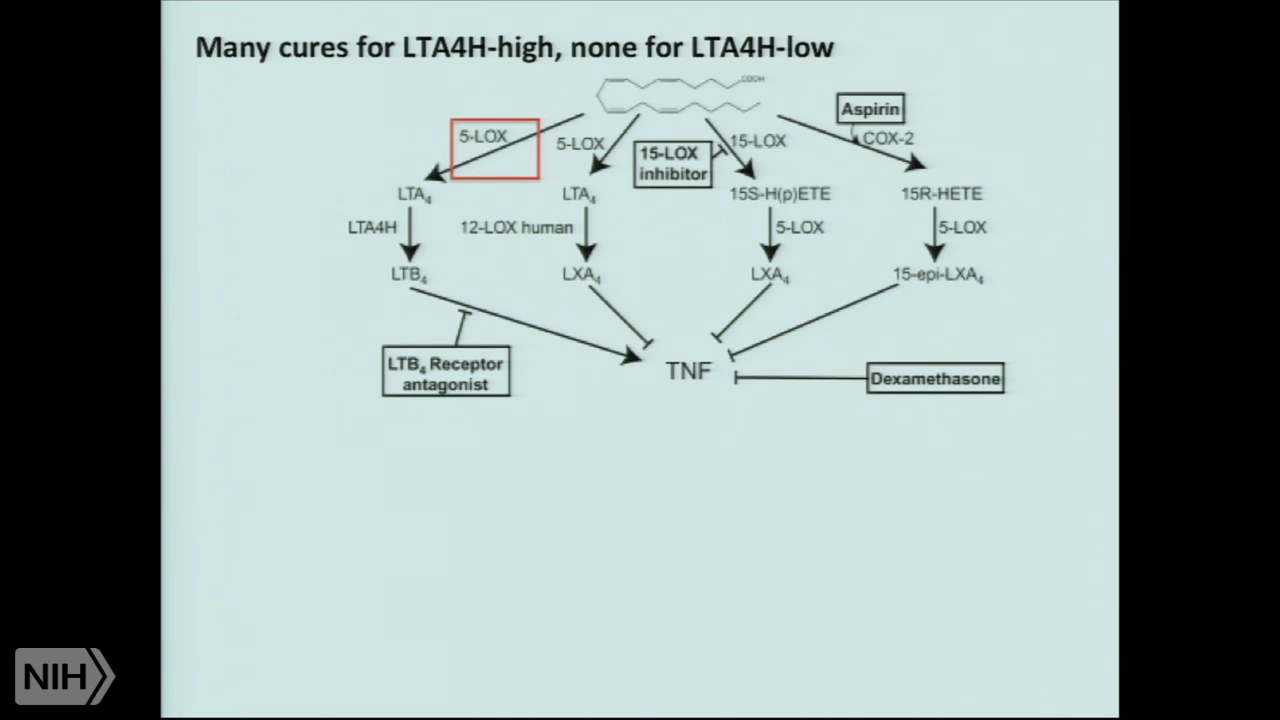 Many cures for LTA4H-high, none for LTA4H-low
COOH
Aspirin
5-LOX
5-LOX
15-LOX
inhibitor
15-LOX
COX-2
LTA4
LTA4
15S-H(p)ETE
15R-HETE
LTA4H
12-LOX human
5-LOX
5-LOX
LTB4
LXA4
LXA4
15-epi-LXA4
LTB4 Receptor
antagonist
TNF
Dexamethasone
NIH